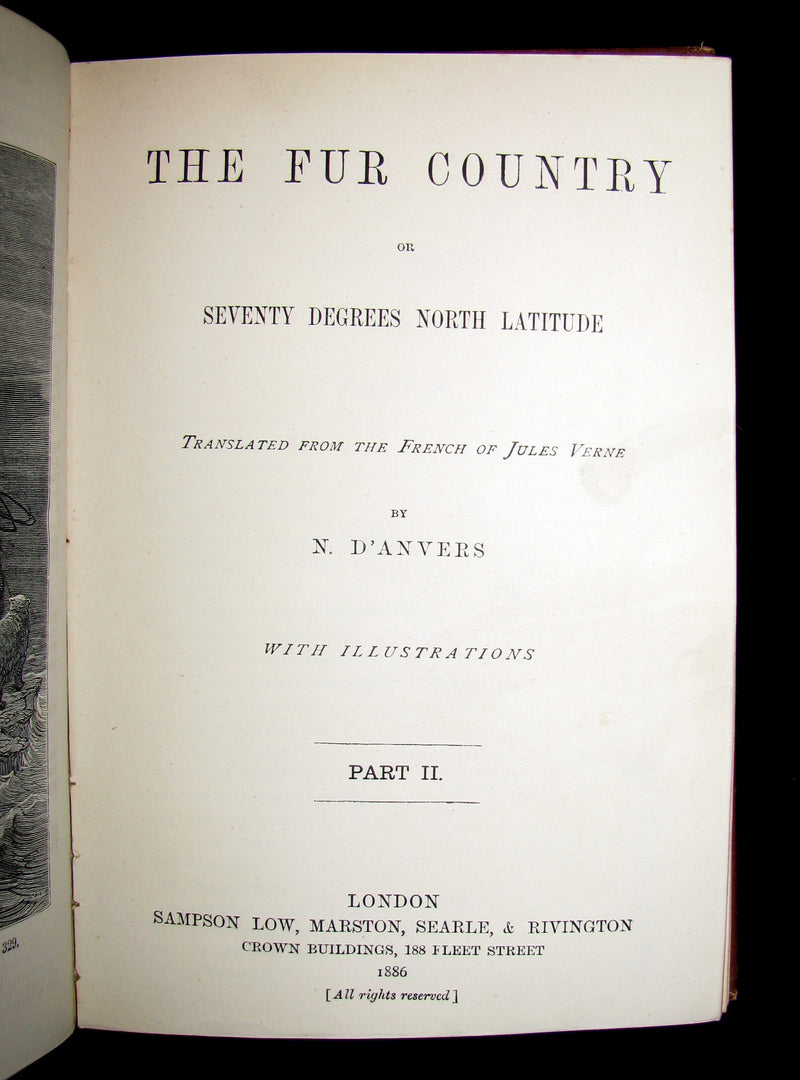 THE FUR COUNTRY
OR
SEVENTY DEGREES NORTH LATITUDE
TRANSLATED FROM THE FRENCH OF JULES VERNE
BY
N. D'ANVERS
WITH ILLUSTRATIONS
PART II.
LONDON
SAMPSON LOW, MARSTON, SEARLE, & RIVINGTON
CROWN BUILDINGS, 188 FLEET STREET
1886
[All rights reserved]
329.